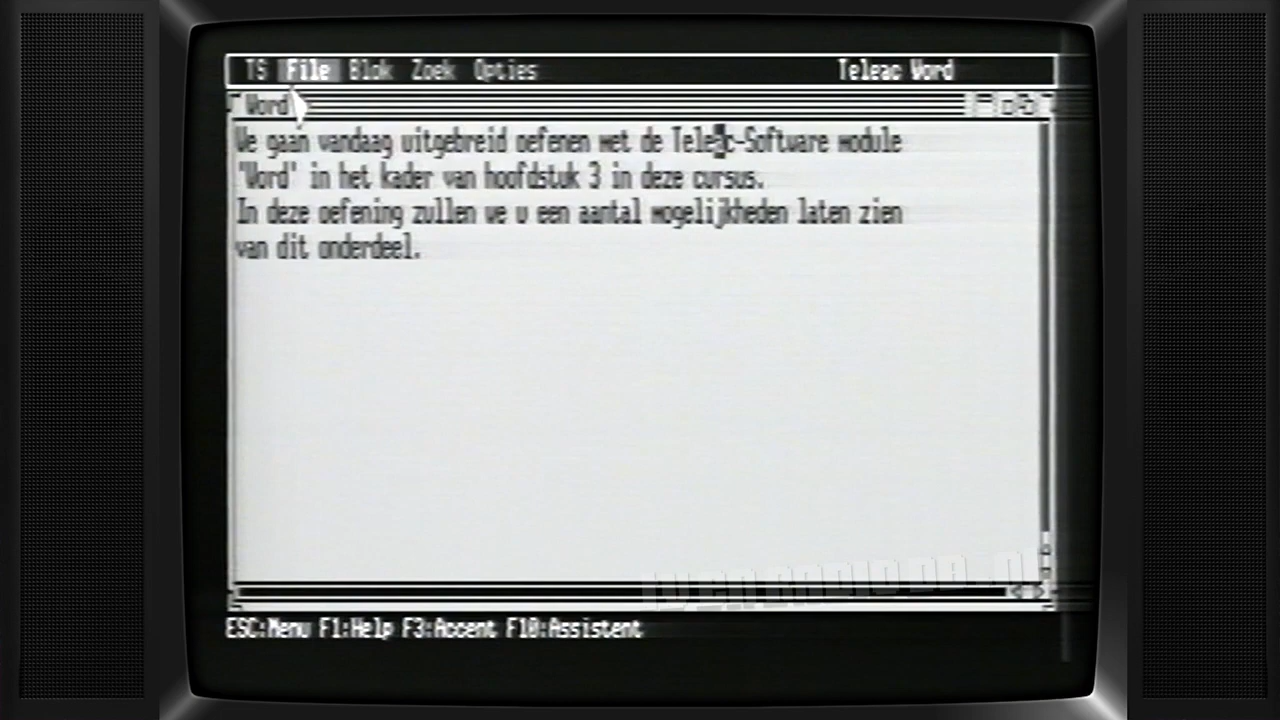 TS File Blok Zoek Opties Teleac Word
Word
We gaan vandaag uitgebreid oefenen met de Teleac-Software module
'Word' in het kader van hoofdstuk 3 in deze cursus.
In deze oefening zullen we u een aantal mogelijkheden laten zien
van dit onderdeel.
ESC:Menu F1:Help F3:Accent F10:Assistent